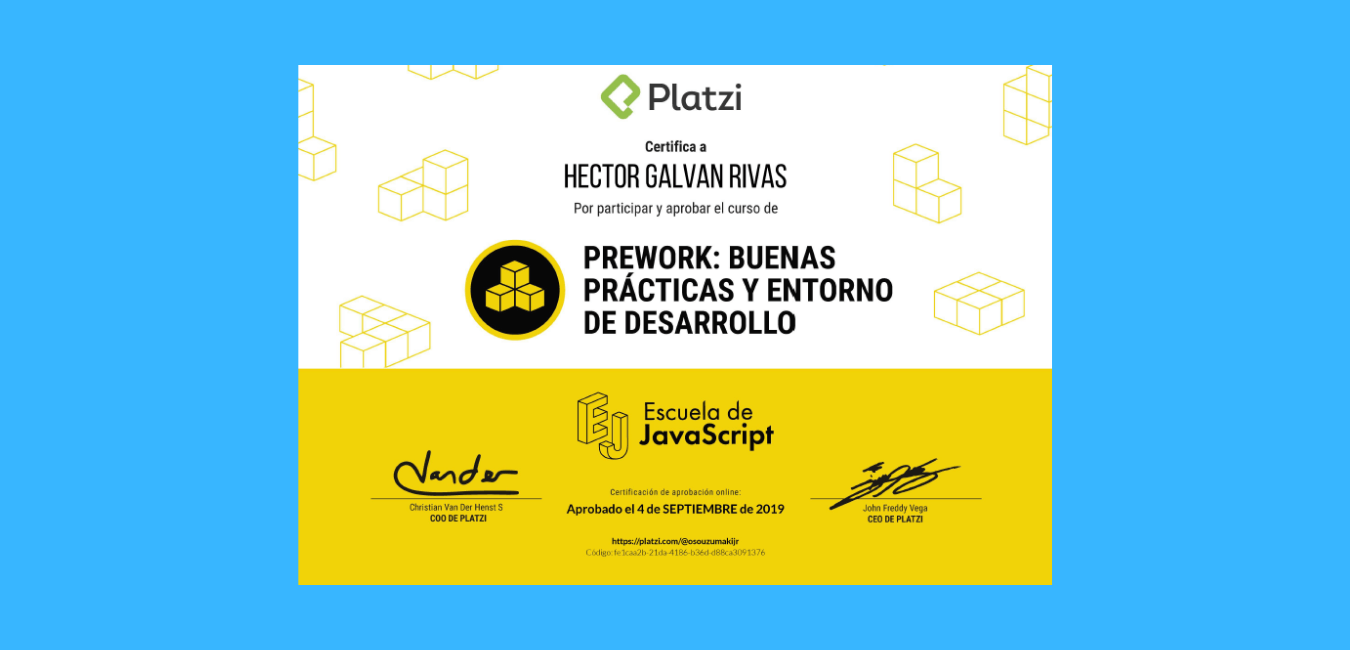 Platzi
Certifica a
HECTOR GALVAN RIVAS
Por participar y aprobar el curso de
PREWORK: BUENAS
PRÁCTICAS Y ENTORNO
DE DESARROLLO
EJ
Escuela de
JavaScript
Vander
Christian Van Der Henst S
COO DE PLATZI
Certificación de aprobación online:
Aprobado el 4 de SEPTIEMBRE de 2019
John Freddy Vega
CEO DE PLATZI
https://platzi.com/@osouzumakijr
Código: fe1caa2b-21da-4186-b36d-d88ca3091376